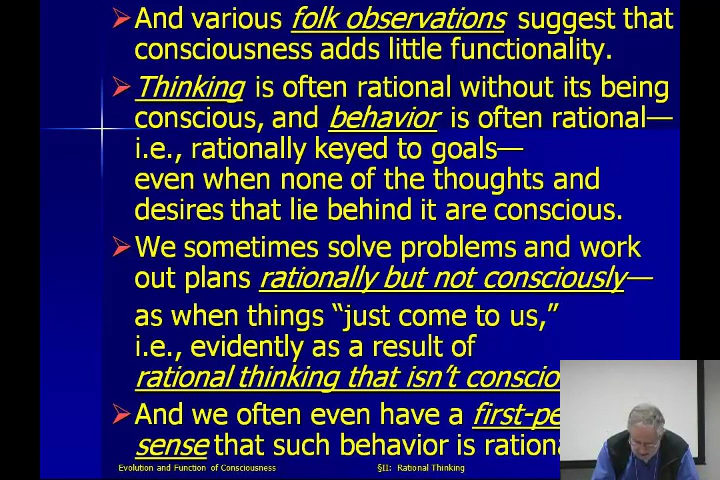 And various folk observations suggest that
consciousness adds little functionality.
Thinking is often rational without its being
conscious, and behavior is often rational—
i.e., rationally keyed to goals—
even when none of the thoughts and
desires that lie behind it are conscious.
We sometimes solve problems and work
out plans rationally but not consciously—
as when things “just come to us,”
i.e., evidently as a result of
rational thinking that isn’t
And we often even have a
sense that such behavior is
Evolution and Function of Consciousness
§II: Rational Thinking